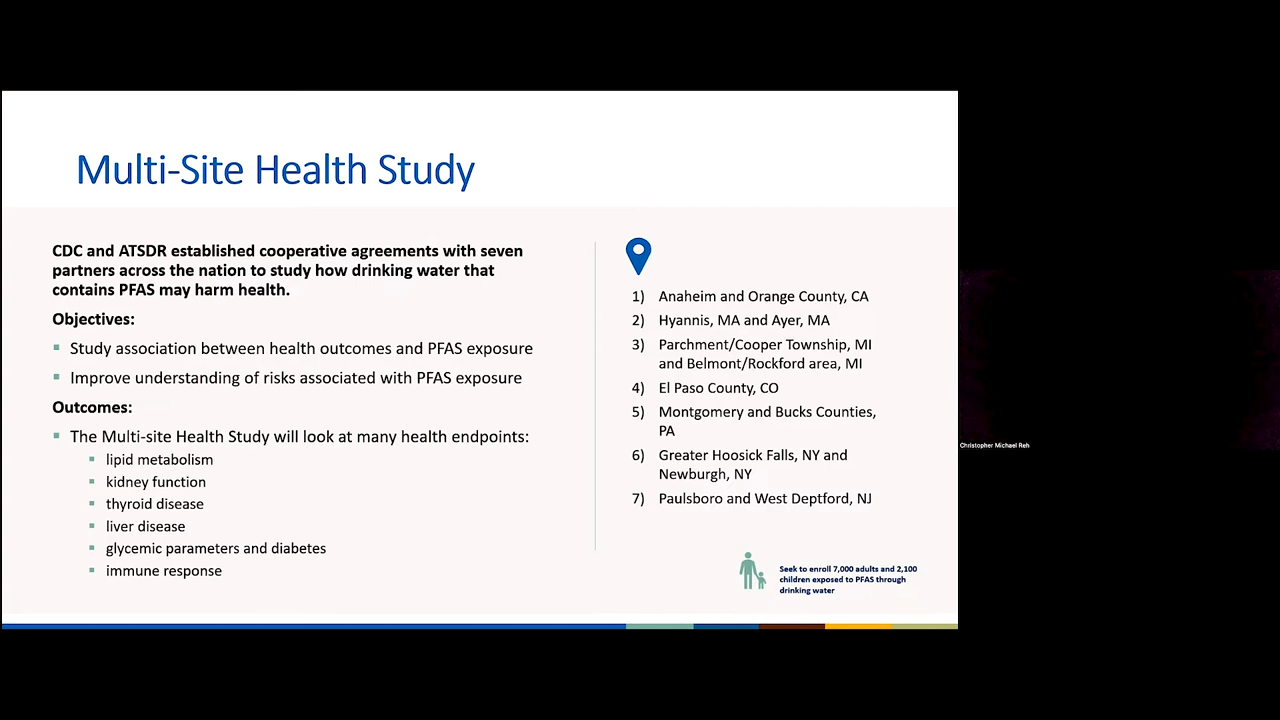 Multi-Site Health Study
CDC and ATSDR established cooperative agreements with seven
partners across the nation to study how drinking water that
contains PFAS may harm health.
Objectives:
▪ Study association between health outcomes and PFAS exposure
▪ Improve understanding of risks associated with PFAS exposure
Outcomes:
▪ The Multi-site Health Study will look at many health endpoints:
▪ lipid metabolism
▪ kidney function
▪ thyroid disease
▪ liver disease
▪ glycemic parameters and diabetes
▪ immune response
1) Anaheim and Orange County, CA
2) Hyannis, MA and Ayer, MA
3) Parchment/Cooper Township, MI
and Belmont/Rockford area, MI
4) El Paso County, CO
5) Montgomery and Bucks Counties,
PA
6) Greater Hoosick Falls, NY and
Newburgh, NY
7) Paulsboro and West Deptford, NJ
Seek to enroll 7,000 adults and 2,100
children exposed to PFAS through
drinking water
Christopher Michael Reh